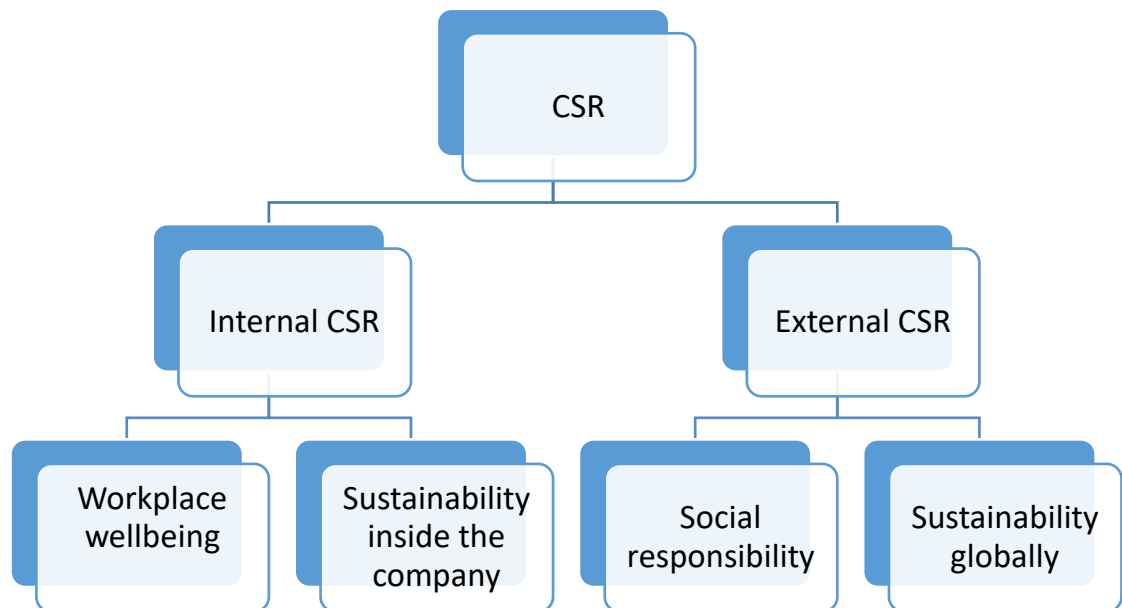 CSR
Internal CSR
External CSR
Workplace
wellbeing
Sustainability
inside the
company
Social
responsibility
Sustainability
globally